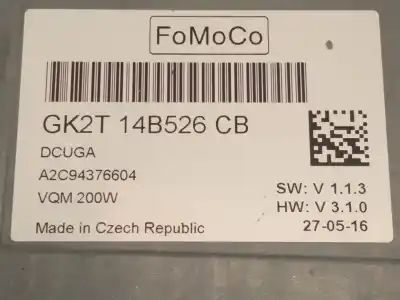 FoMoCo
GK2T 14B526 CB
DCUGA
A2C94376604
VQM 200W
SW: V 1.1.3
HW: V 3.1.0
Made in Czech Republic
27-05-16